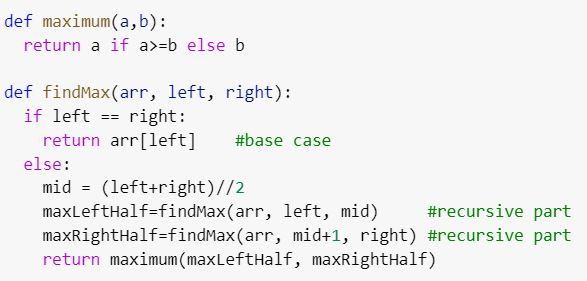 def maximum(a,b):
  return a if a>=b else b

def findMax(arr, left, right):
  if left == right:
    return arr[left]    #base case
  else:
    mid = (left+right)//2
    maxLeftHalf=findMax(arr, left, mid)     #recursive part
    maxRightHalf=findMax(arr, mid+1, right) #recursive part
    return maximum(maxLeftHalf, maxRightHalf)